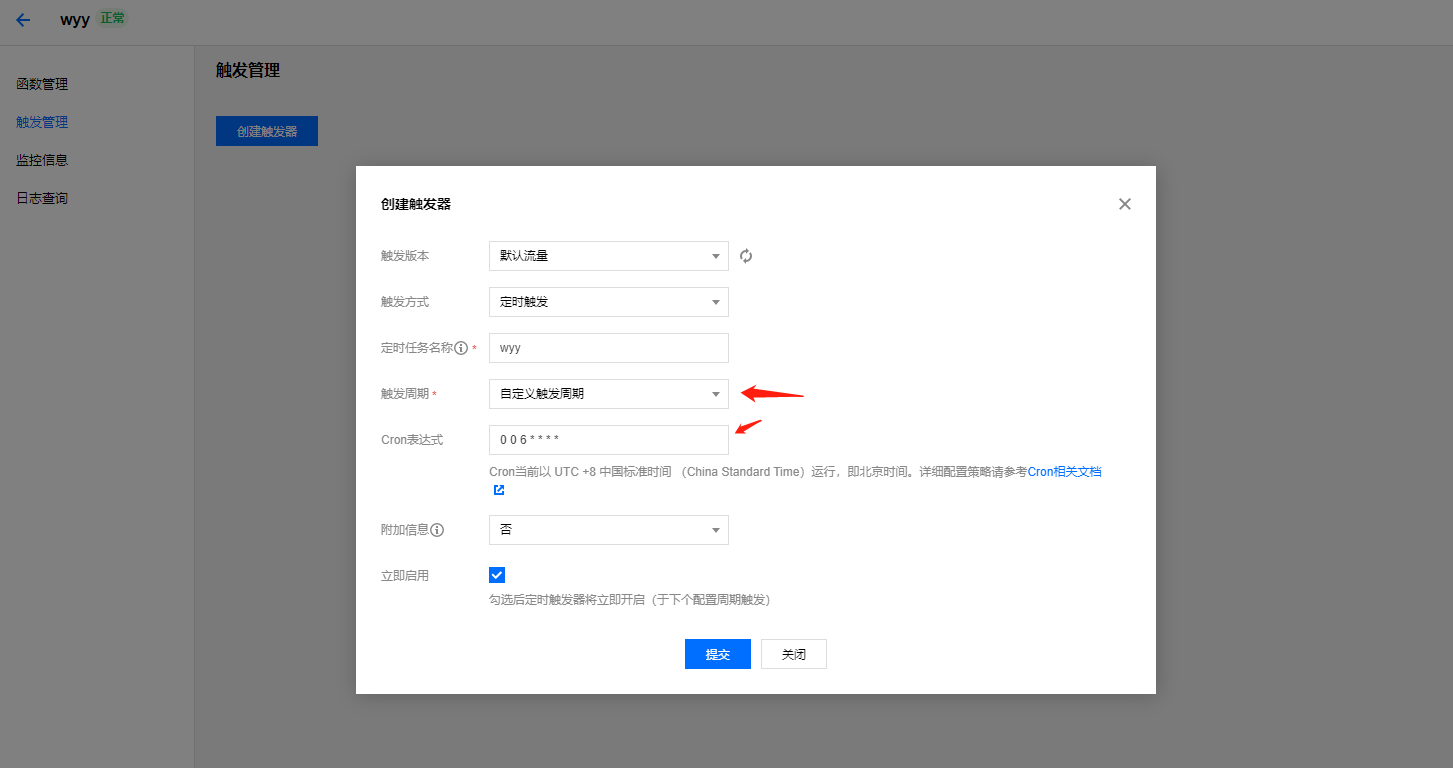 wyy 正常
函数管理
触发管理
监控信息
日志查询
触发管理
创建触发器
创建触发器
触发版本 默认流量
触发方式 定时触发
定时任务名称 * wyy
触发周期 * 自定义触发周期
Cron表达式 0 0 6 * * * *
Cron当前以 UTC +8 中国标准时间 （China Standard Time）运行，即北京时间。详细配置策略请参考Cron相关文档
附加信息 否
立即启用
勾选后定时触发器将立即开启（于下个配置周期触发）
提交 关闭